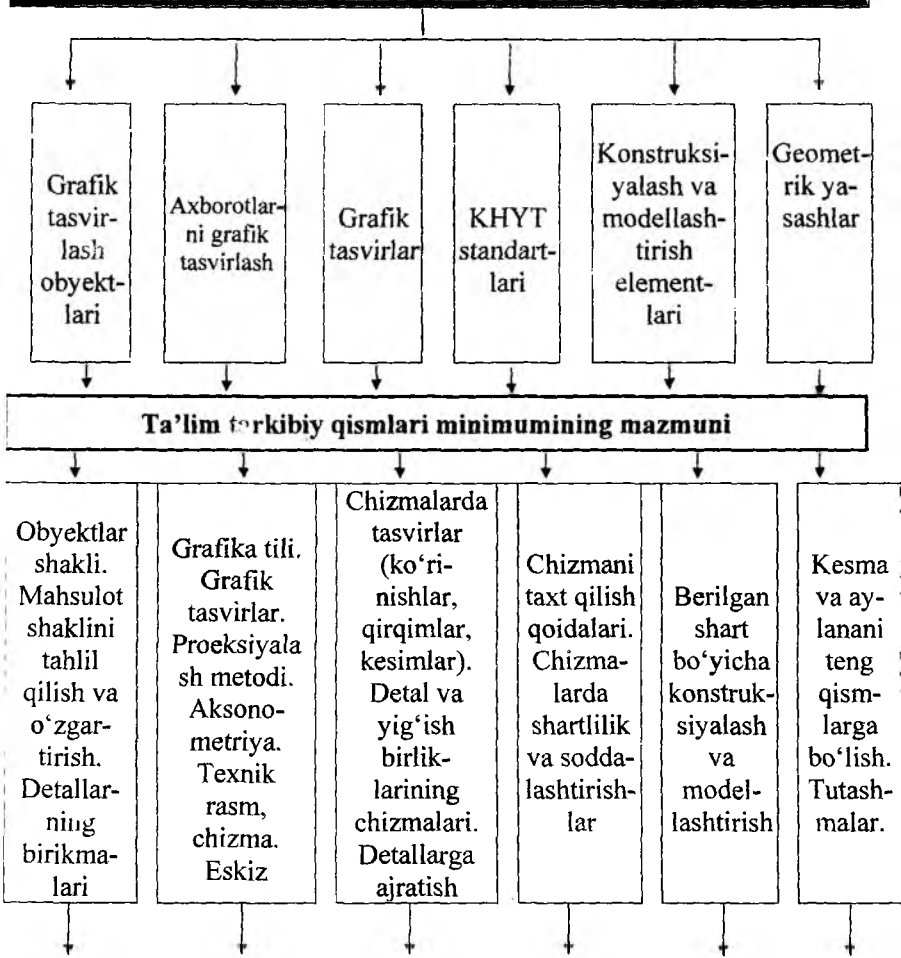 Grafik
tasvir-
lash
obyekt-
lari
Axborotlar-
ni grafik
tasvirlash
Grafik
tasvirlar
KHYT
standart-
lari
Konstruksi-
yalash va
modellash-
tirish
element-
lari
Geomet-
rik ya-
sashlar
Ta’lim tarkibiy qismlari minimumining mazmuni
Obyektlar
shakli.
Mahsulot
shaklini
tahlil
qilish va
o‘zgar-
tirish.
Detallar-
ning
birikma-
lari
Grafika tili.
Grafik
tasvirlar.
Proeksiyala
sh metodi.
Aksono-
metriya.
Texnik
rasm,
chizma.
Eskiz
Chizmalarda
tasvirlar
(ko‘ri-
nishlar,
qirqimlar,
kesimlar).
Detal va
yig‘ish
birlik-
larining
chizmalari.
Detallarga
ajratish
Chizmani
taxt qilish
qoidalari.
Chizma-
larda
shartlilik
va sodda-
lashtirish-
lar
Berilgan
shart
bo‘yicha
konstruk-
siyalash
va
model-
lashtirish
Kesma
va ay-
lanani
teng
qism-
larga
bo‘lish.
Tutash-
malar.